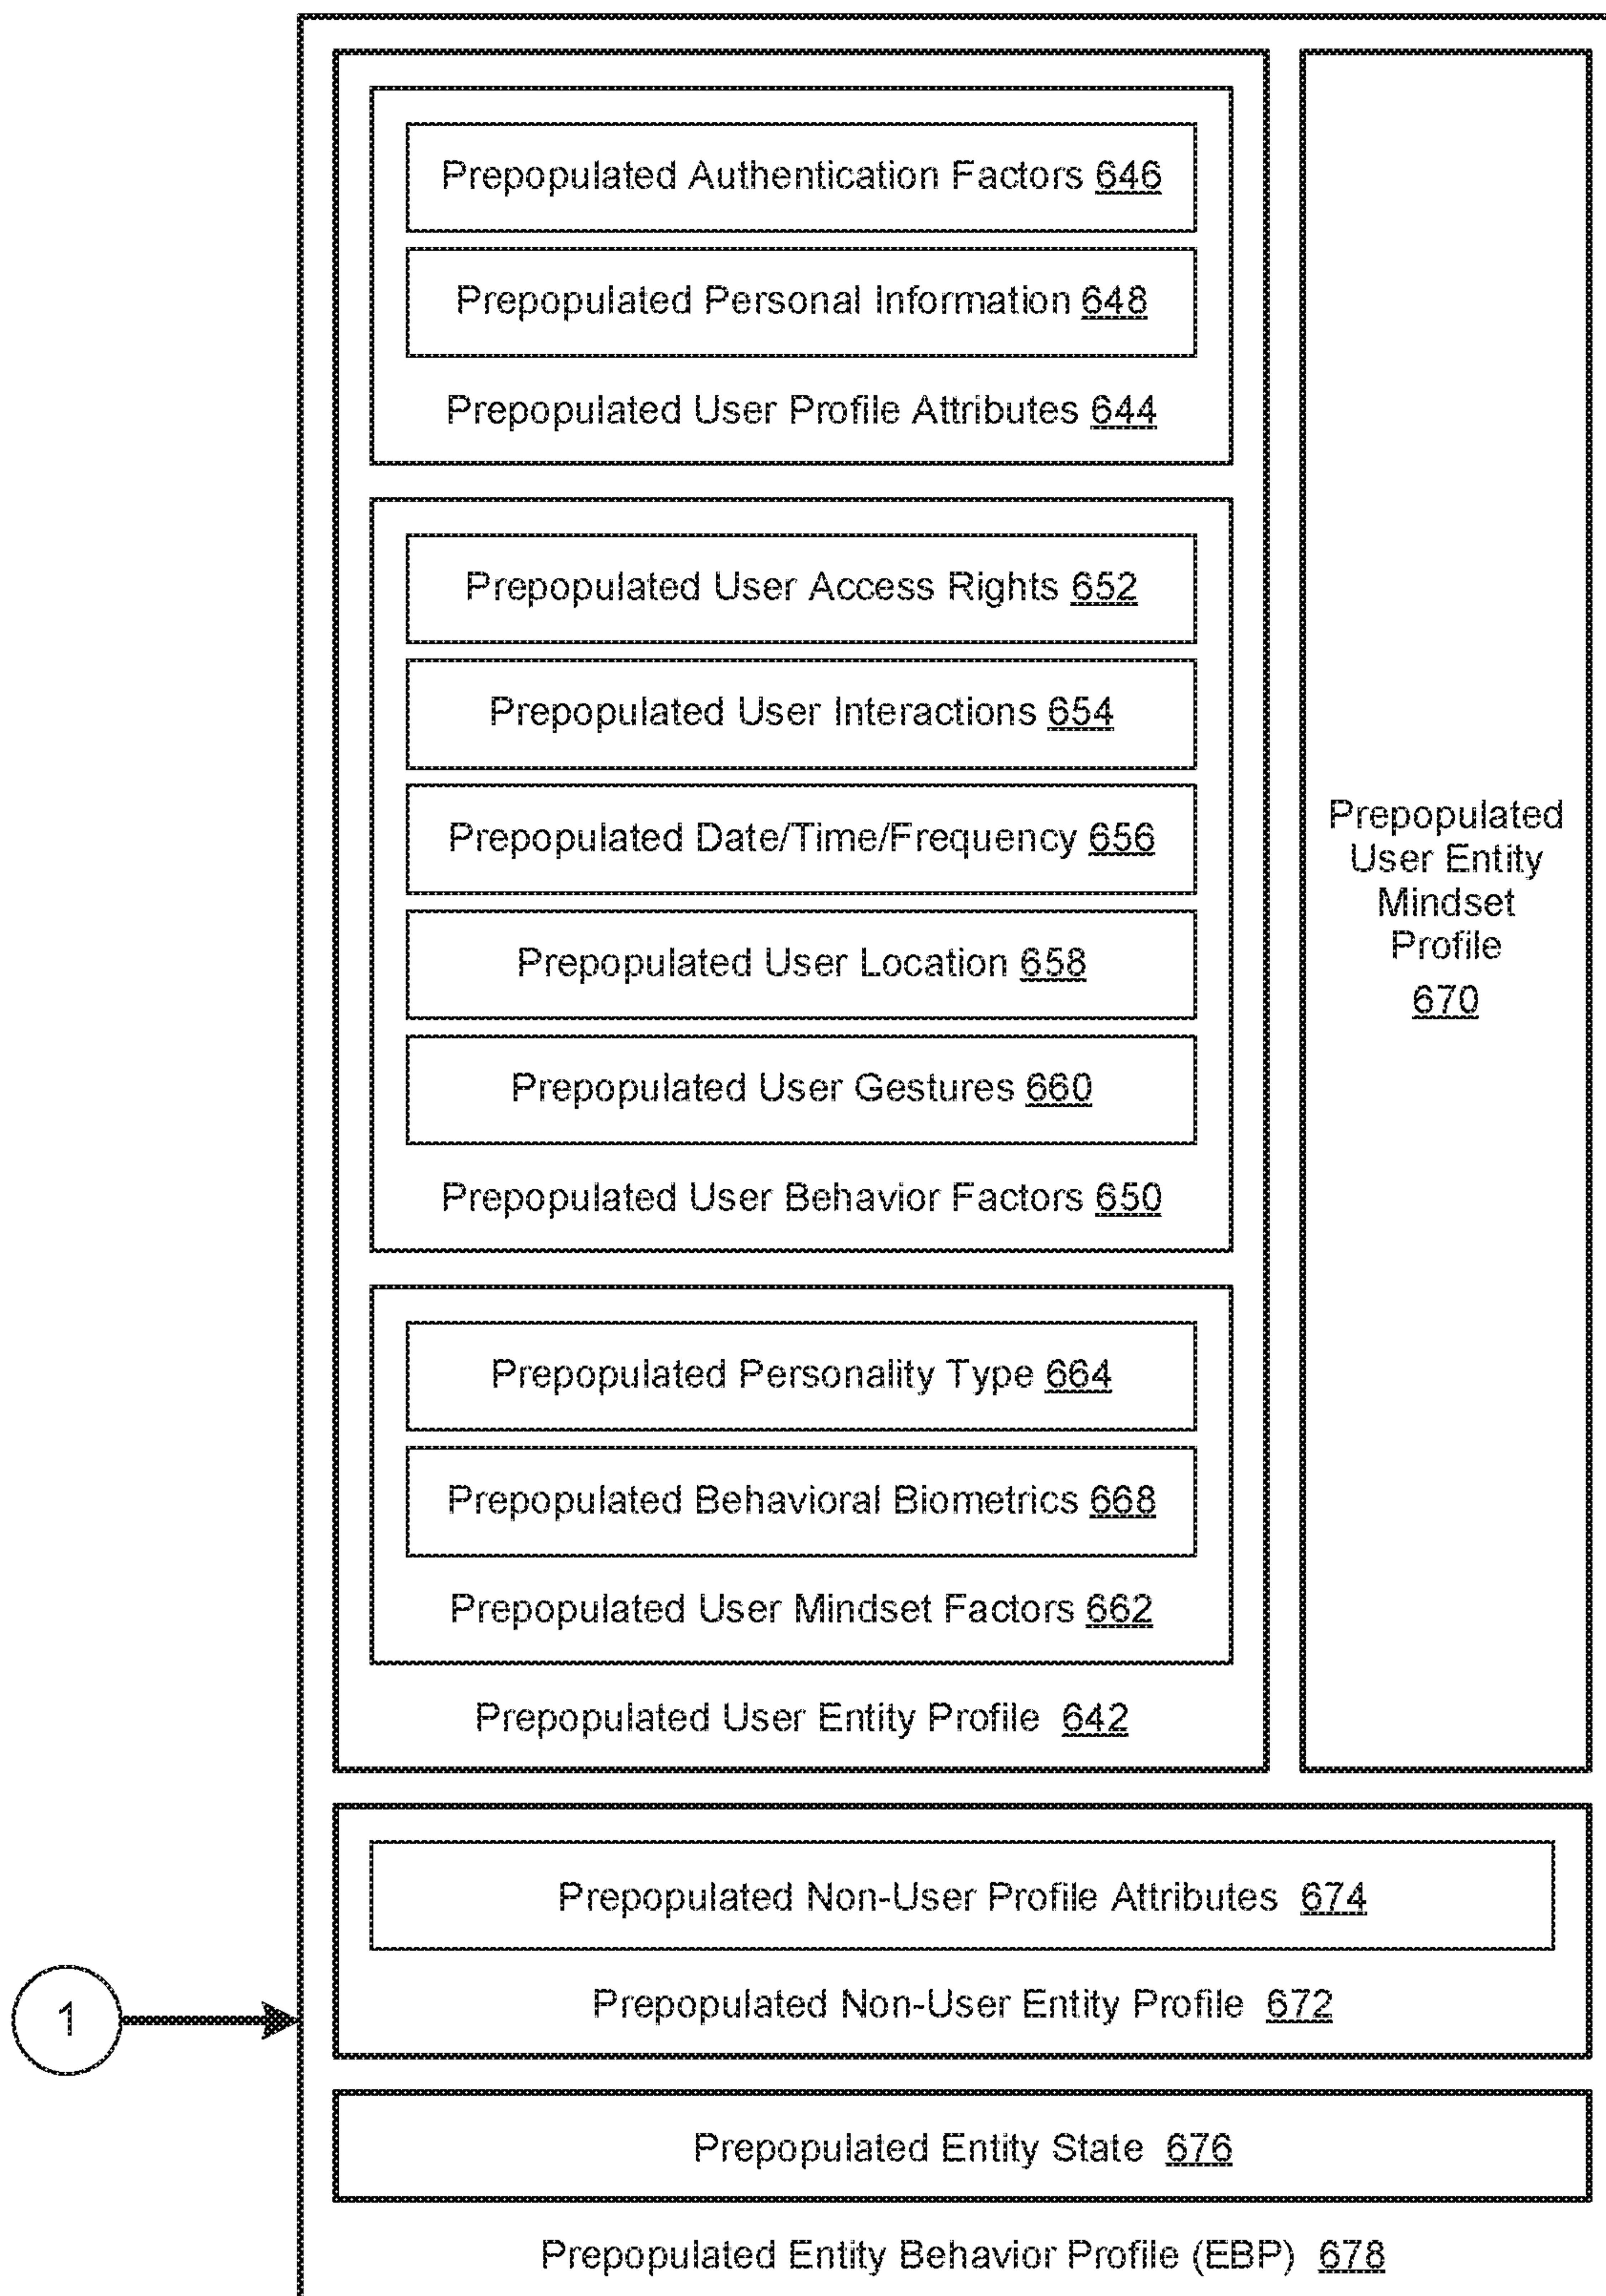 Prepopulated Authentication Factors 646
Prepopulated Personal Information 648
Prepopulated User Profile Attributes 644
Prepopulated User Access Rights 652
Prepopulated User Interactions 654
Prepopulated Date/Time/Frequency 656
Prepopulated User Location 658
Prepopulated User Gestures 660
Prepopulated User Behavior Factors 650
Prepopulated Personality Type 664
Prepopulated Behavioral Biometrics 668
Prepopulated User Mindset Factors 662
Prepopulated User Entity Profile 642
Prepopulated
User Entity
Mindset
Profile
670
Prepopulated Non-User Profile Attributes 674
Prepopulated Non-User Entity Profile 672
1
Prepopulated Entity State 676
Prepopulated Entity Behavior Profile (EBP) 678